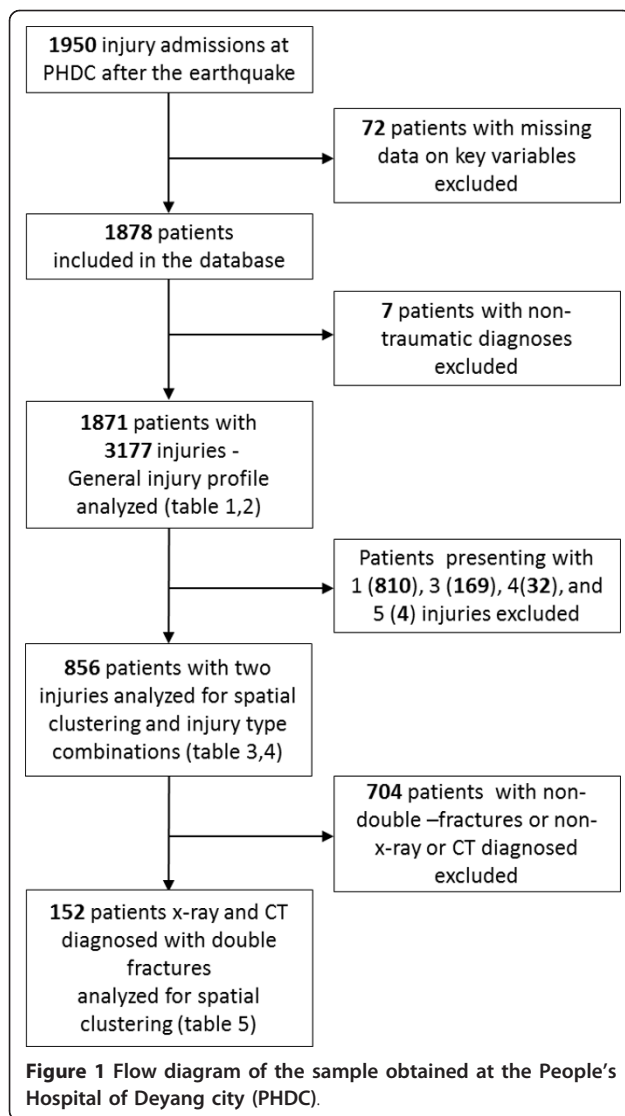 1950 injury admissions at
PHDC after the earthquake
72 patients with missing
data on key variables
excluded
1878 patients
included in the database
7 patients with non-
traumatic diagnoses
excluded
1871 patients with
3177 injuries -
General injury profile
analyzed (table 1,2)
Patients presenting with
1 (810), 3 (169), 4(32), and
5 (4) injuries excluded
856 patients with two
injuries analyzed for spatial
clustering and injury type
combinations (table 3,4)
704 patients with non-
double –fractures or non-
x-ray or CT diagnosed
excluded
152 patients x-ray and CT
diagnosed with double
fractures
analyzed for spatial
clustering (table 5)
Figure 1 Flow diagram of the sample obtained at the People's
Hospital of Deyang city (PHDC).